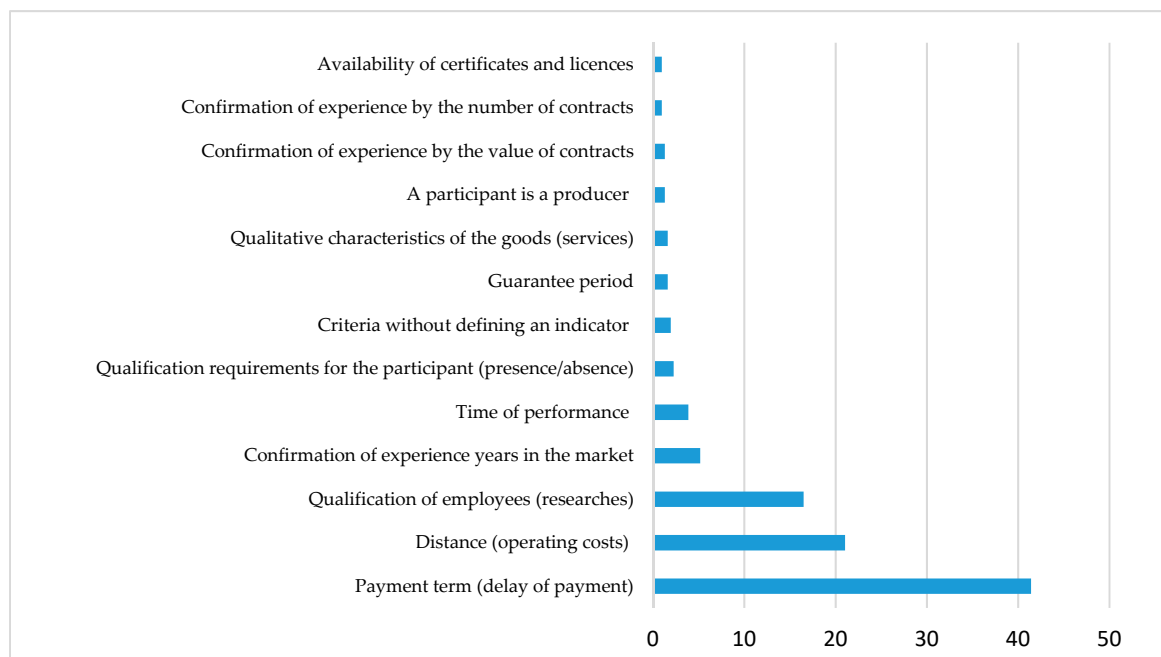 Availability of certificates and licences
Confirmation of experience by the number of contracts
Confirmation of experience by the value of contracts
A participant is a producer
Qualitative characteristics of the goods (services)
Guarantee period
Criteria without defining an indicator
Qualification requirements for the participant (presence/absence)
Time of performance
Confirmation of experience years in the market
Qualification of employees (researches)
Distance (operating costs)
Payment term (delay of payment)
0 10 20 30 40 50